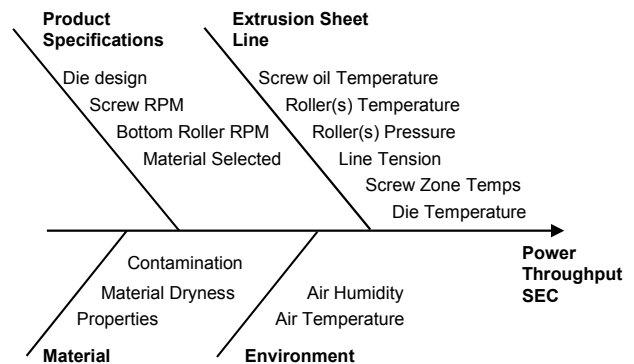 Product
Specifications
Die design
Screw RPM
Bottom Roller RPM
Material Selected
Extrusion Sheet
Line
Screw oil Temperature
Roller(s) Temperature
Roller(s) Pressure
Line Tension
Screw Zone Temps
Die Temperature
Power
Throughput
SEC
Contamination
Material Dryness
Properties
Material
Air Humidity
Air Temperature
Environment